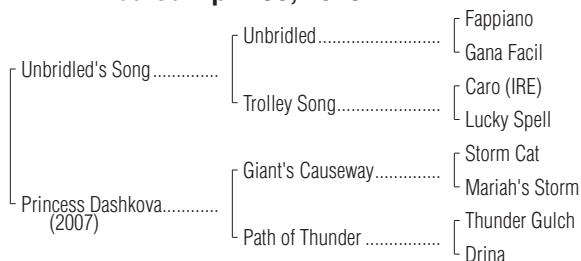 Unbridled's Song..............
Princess Dashkova............
(2007)
Unbridled..........................
Trolley Song......................
Giant's Causeway..............
Path of Thunder ................
Fappiano
Gana Facil
Caro (IRE)
Lucky Spell
Storm Cat
Mariah's Storm
Thunder Gulch
Drina